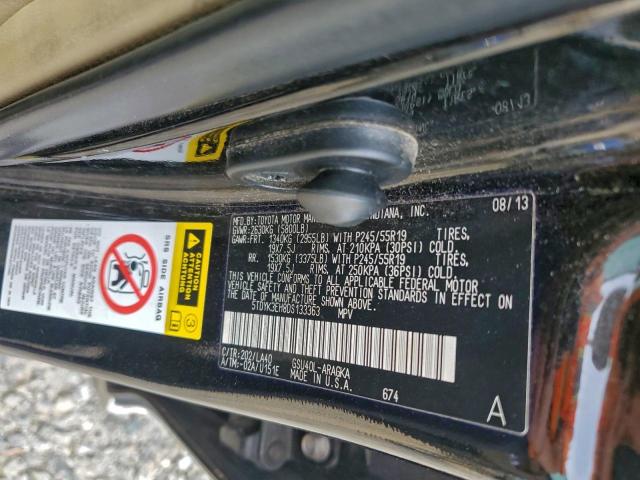 MFD.BY:TOYOTA MOTOR MAN INDIANA, INC. 08/13
GVWR:2630KG (5800LB)
GAWR:FRT. 1340KG (2955LB) WITH P245/55R19 TIRES,
19X7.5J RIMS, AT 210KPA (30PSI) COLD.
RR. 1530KG (3375LB) WITH P245/55R19 TIRES,
19X7.5J RIMS, AT 250KPA (36PSI) COLD.
THIS VEHICLE CONFORMS TO ALL APPLICABLE FEDERAL MOTOR
VEHICLE SAFETY AND THEFT PREVENTION STANDARDS IN EFFECT ON
THE DATE OF MANUFACTURE SHOWN ABOVE.
5TDYK3EH8DS133363 MPV
C/TR:202/LA40 GSU40L-ARAGKA
A/TM:-02A/U151E MADE IN U.S.A.
674
A
SRS SIDE AIRBAG
CAUTION
ATTENTION
ACHTUNG
3